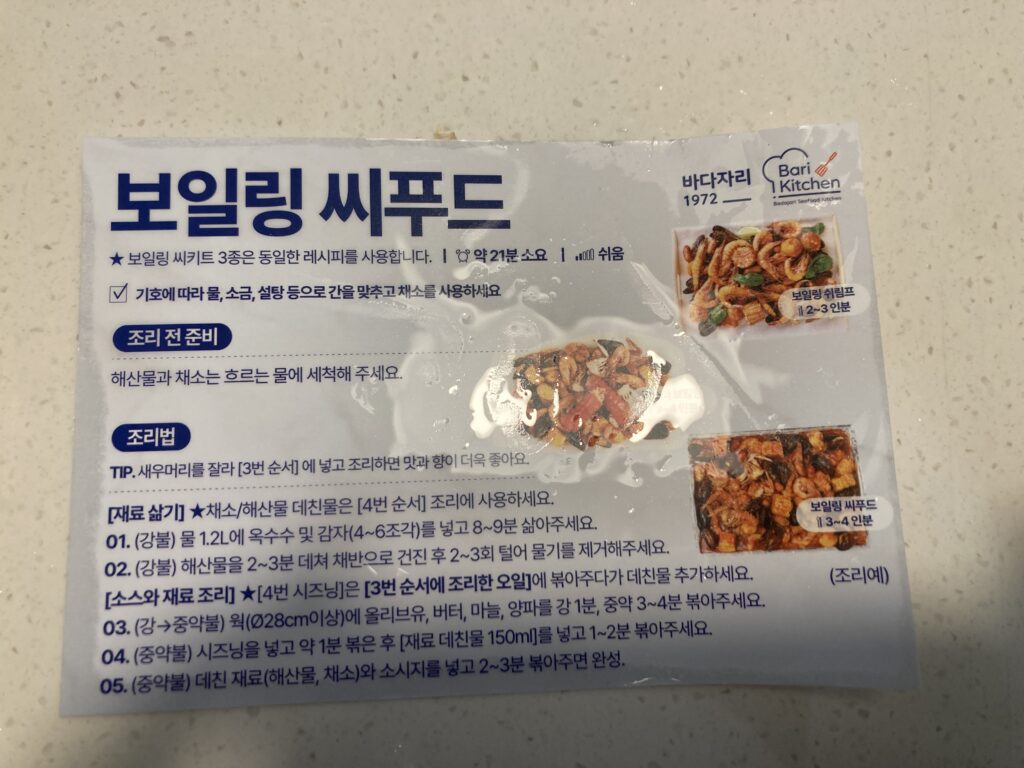 보일링 씨푸드
바다자리
1972
Bari
Kitchen
Badajari Seafood Kitchen
★ 보일링 씨키트 3종은 동일한 레시피를 사용합니다. | 약 21분 소요 | 쉬움
기호에 따라 물, 소금, 설탕 등으로 간을 맞추고 채소를 사용하세요
보일링 쉬림프
2~3 인분
조리 전 준비
해산물과 채소는 흐르는 물에 세척해 주세요.
조리법
TIP. 새우머리를 잘라 [3번 순서] 에 넣고 조리하면 맛과 향이 더욱 좋아요.
보일링 씨푸드
3~4 인분
(조리예)
[재료 삶기] ★채소/해산물 데친물은 [4번 순서] 조리에 사용하세요.
01. (강불) 물 1.2L에 옥수수 및 감자(4~6조각)를 넣고 8~9분 삶아주세요.
02. (강불) 해산물을 2~3분 데쳐 채반으로 건진 후 2~3회 털어 물기를 제거해주세요.
[소스와 재료 조리] ★[4번 시즈닝]은 [3번 순서에 조리한 오일]에 볶아주다가 데친물 추가하세요.
03. (강→중약불) 웍(Ø28cm이상)에 올리브유, 버터, 마늘, 양파를 강 1분, 중약 3~4분 볶아주세요.
04. (중약불) 시즈닝을 넣고 약 1분 볶은 후 [재료 데친물 150ml]를 넣고 1~2분 볶아주세요.
05. (중약불) 데친 재료(해산물, 채소)와 소시지를 넣고 2~3분 볶아주면 완성.